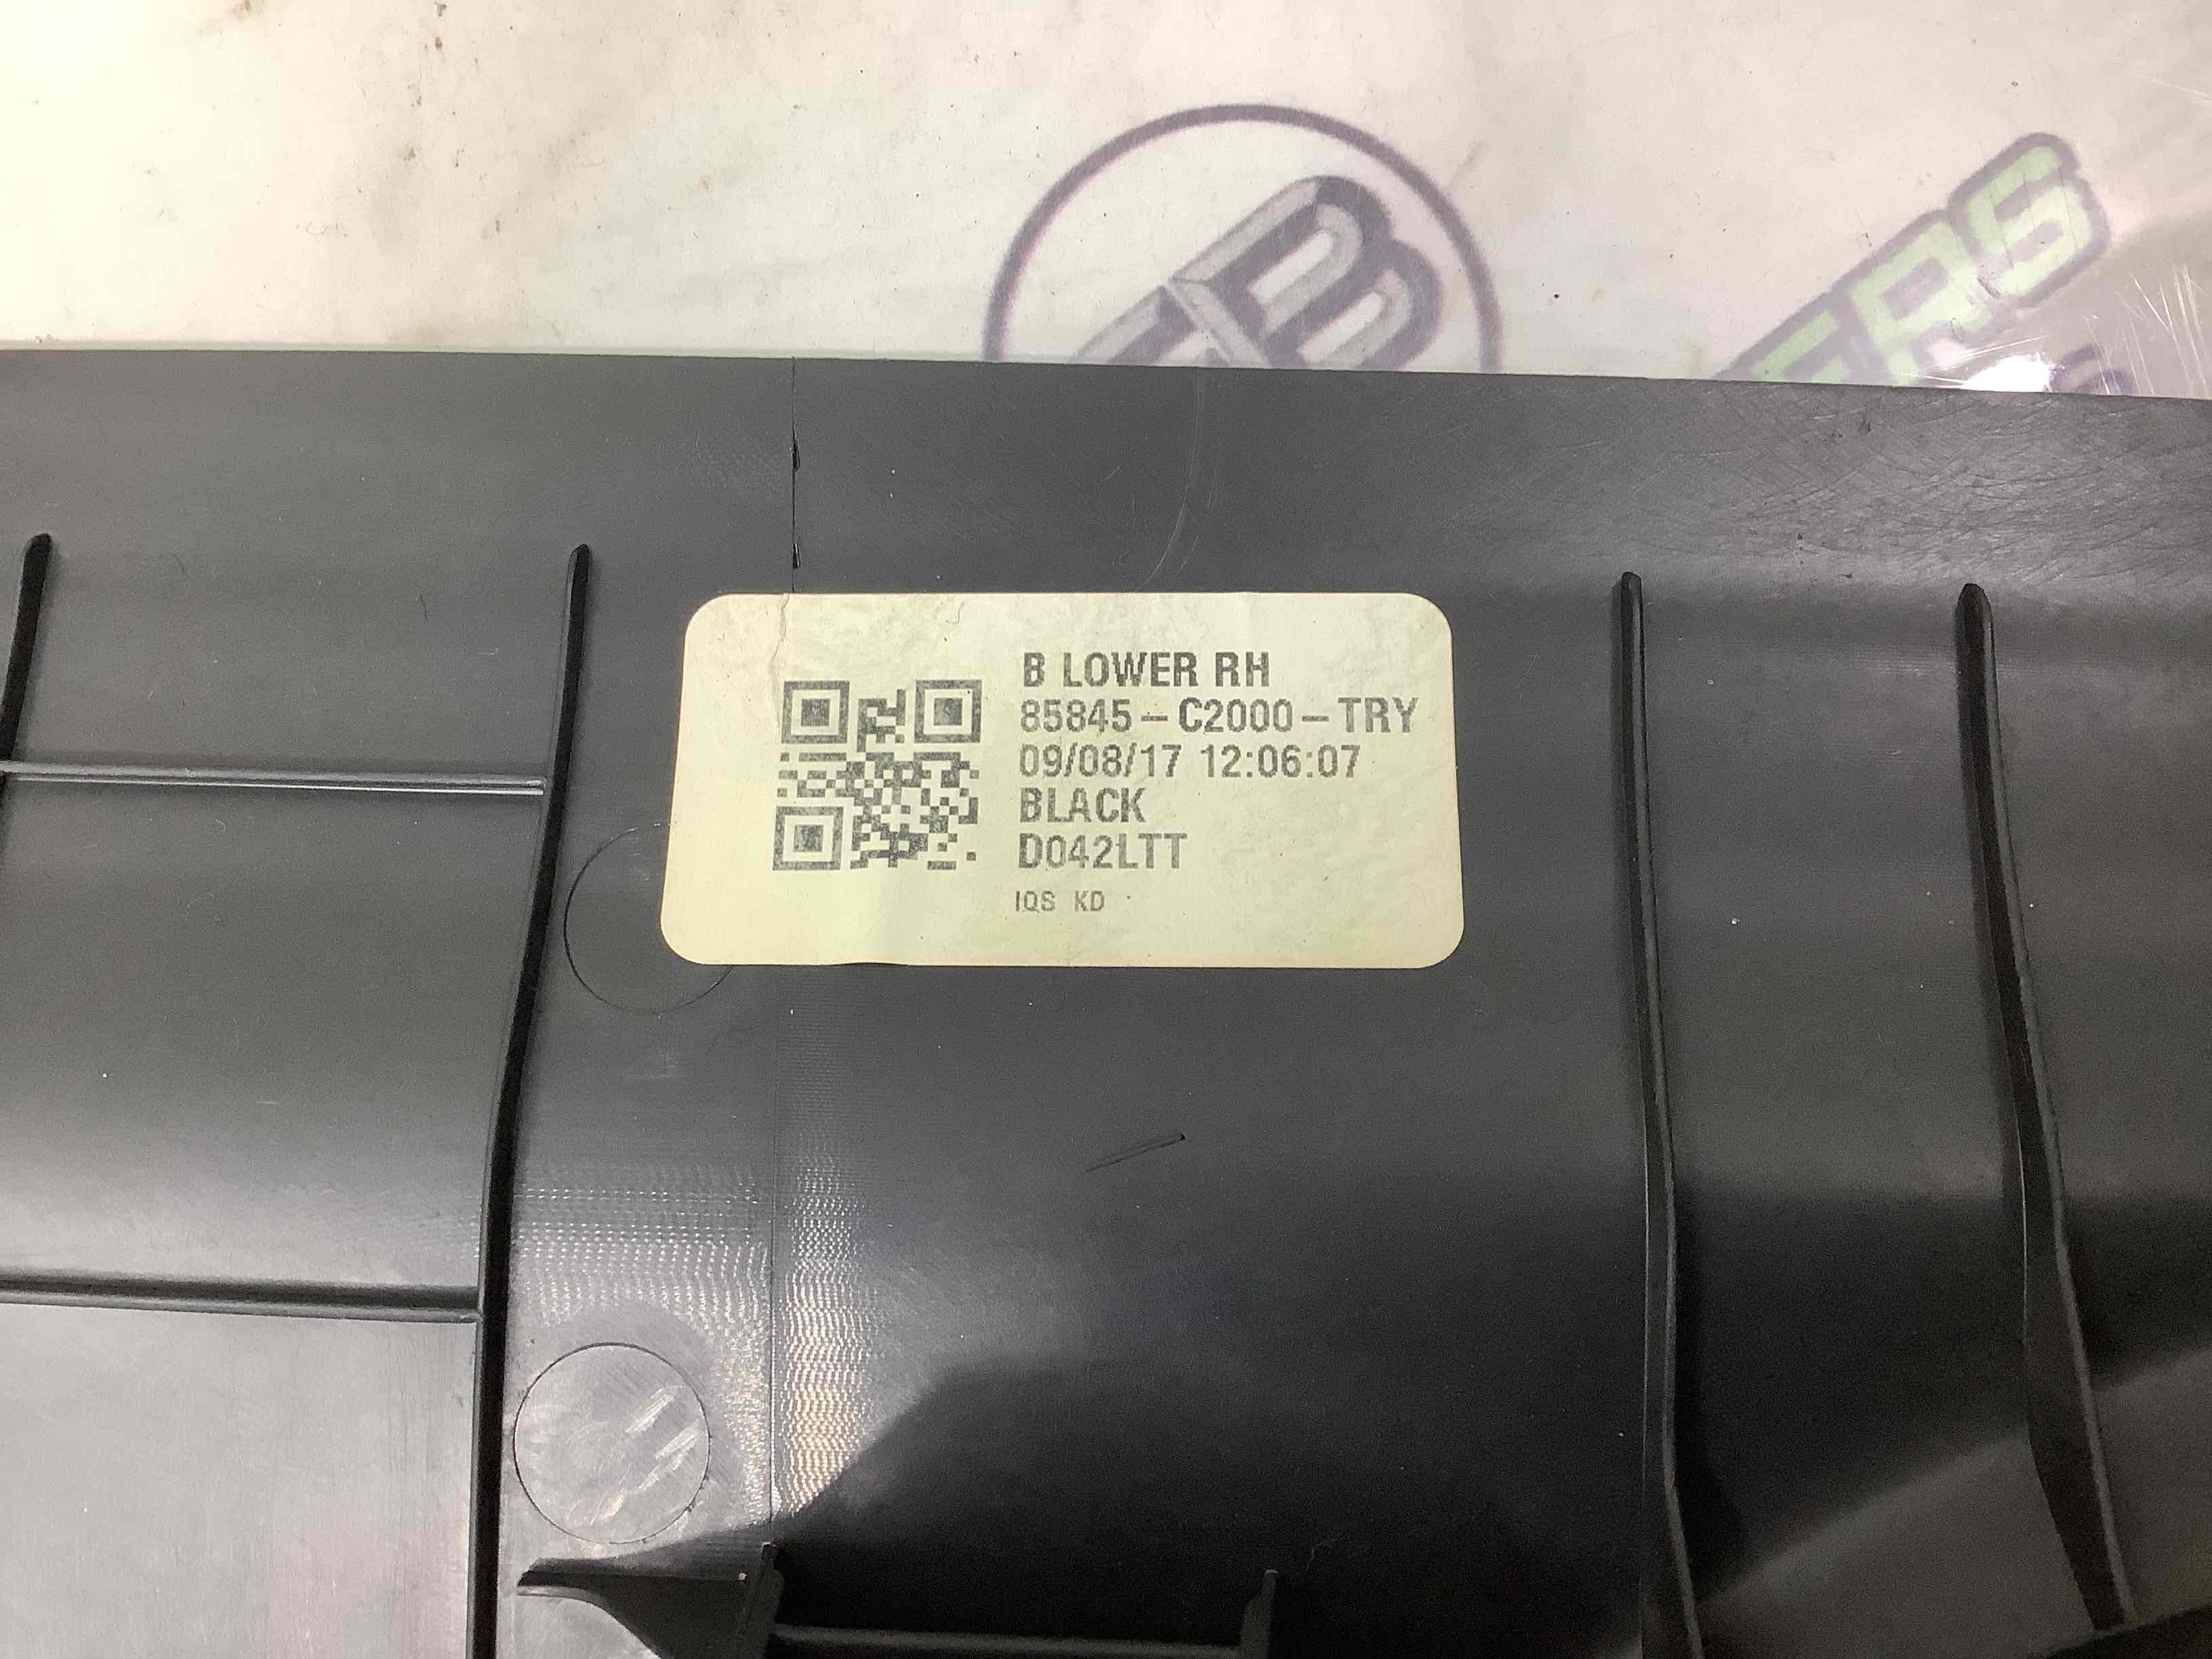 B LOWER RH
85845-C2000-TRY
09/08/17 12:06:07
BLACK
D042LTT
IQS KD